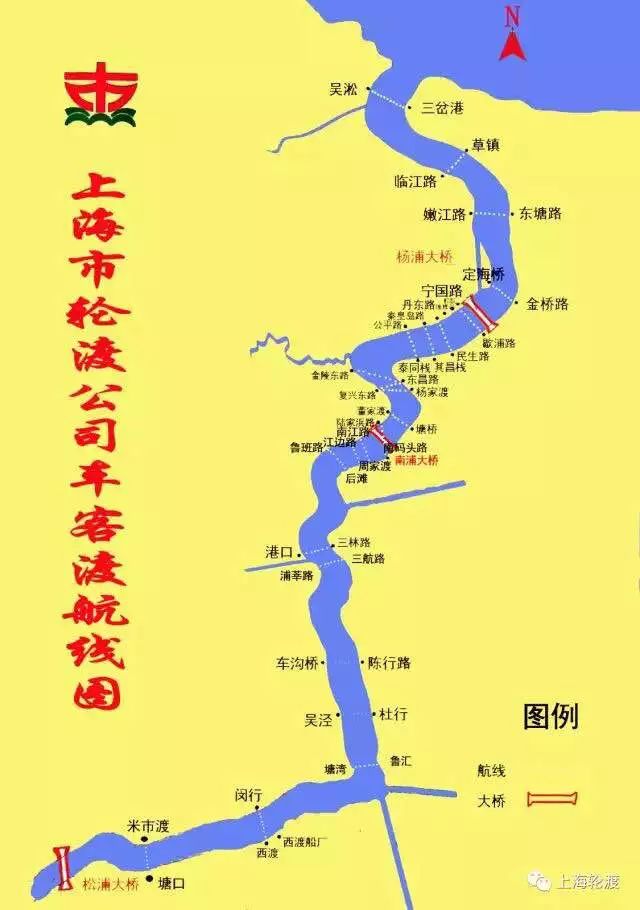 N
吴淞
三岔港
草镇
临江路
嫩江路
东塘路
杨浦大桥
定海桥
宁国路
金桥路
丹东路
秦皇岛路
公平路
歇浦路
民生路
其昌栈
泰同栈
金陵东路
东昌路
复兴东路
杨家渡
董家渡
陆家浜路
塘桥
南江路
江边路
鲁班路
南码头路
南浦大桥
周家渡
后滩
港口
三林路
三航路
浦莘路
车沟桥
陈行路
吴泾
杜行
塘湾
鲁汇
闵行
西渡船厂
西渡
米市渡
塘口
松浦大桥
上海市轮渡公司车客渡航线图
图例
航线
大桥
上海轮渡